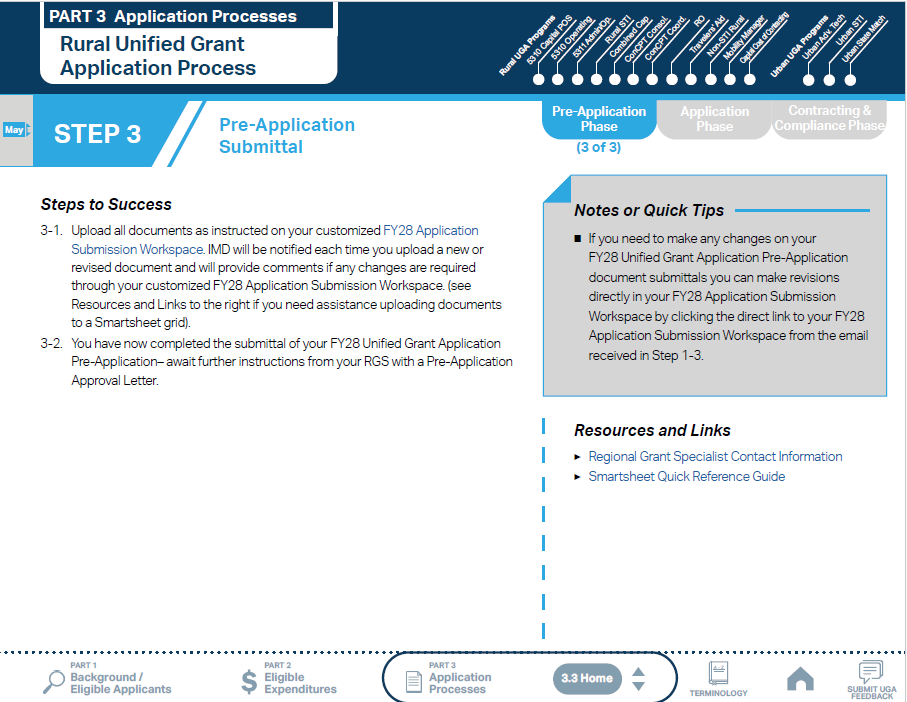 PART 3 Application Processes
Rural Unified Grant
Application Process
Rural UGA Programs
5310 Capital POS
5310 Operating
5311 Admin/Op.
Rural STI
Combined Cap
ConCPT Consol.
ConCPT Coord.
RO
Travelers' Aid
Non-STI Rural
Mobility Manager
Capital Cost of Contracting
Urban UGA Programs
Urban Adv. Tech
Urban STI
Urban State Match
May
STEP 3
Pre-Application
Submittal
Pre-Application
Phase
(3 of 3)
Application
Phase
Contracting &
Compliance Phase
Steps to Success
3-1. Upload all documents as instructed on your customized FY28 Application
Submission Workspace. IMD will be notified each time you upload a new or
revised document and will provide comments if any changes are required
through your customized FY28 Application Submission Workspace. (see
Resources and Links to the right if you need assistance uploading documents
to a Smartsheet grid).
3-2. You have now completed the submittal of your FY28 Unified Grant Application
Pre-Application– await further instructions from your RGS with a Pre-Application
Approval Letter.
Notes or Quick Tips
■ If you need to make any changes on your
FY28 Unified Grant Application Pre-Application
document submittals you can make revisions
directly in your FY28 Application Submission
Workspace by clicking the direct link to your FY28
Application Submission Workspace from the email
received in Step 1-3.
Resources and Links
► Regional Grant Specialist Contact Information
► Smartsheet Quick Reference Guide
PART 1
Background /
Eligible Applicants
PART 2
Eligible
Expenditures
PART 3
Application
Processes
3.3 Home
TERMINOLOGY
SUBMIT UGA
FEEDBACK